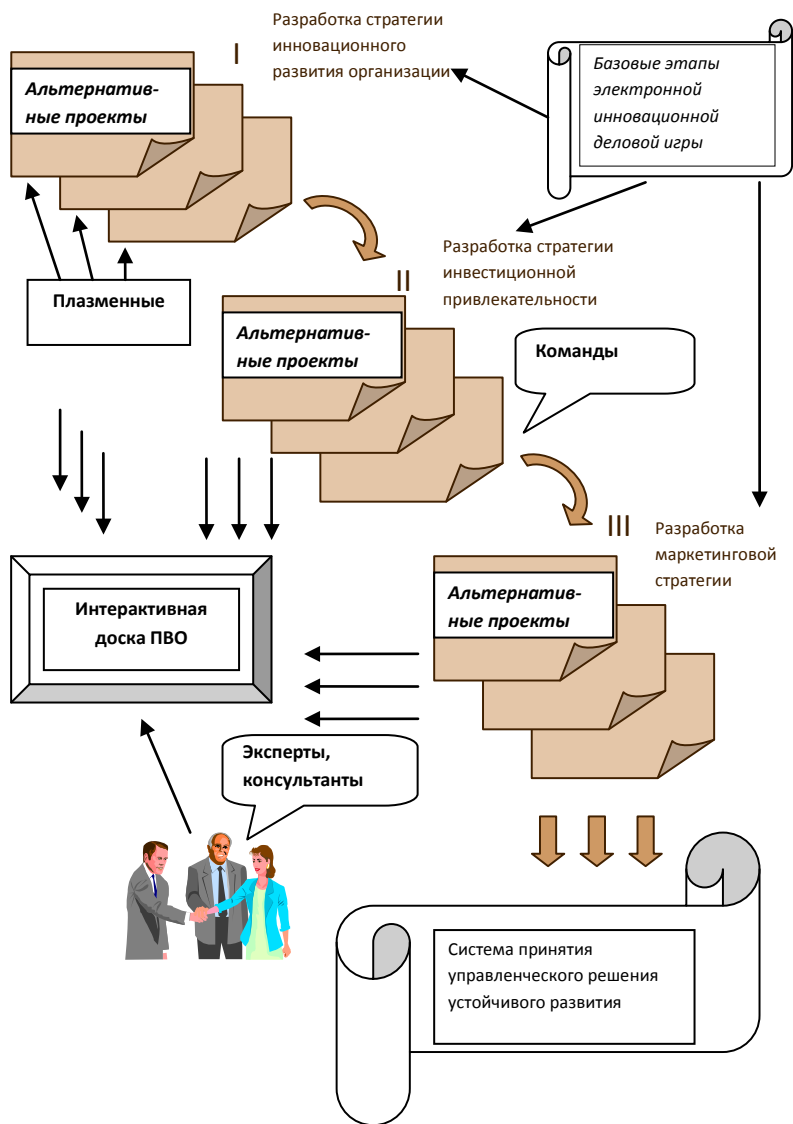 Разработка стратегии
инновационного
развития организации
I
Базовые этапы
электронной
инновационной
деловой игры
Альтернатив-
ные проекты
Плазменные
Разработка стратегии
инвестиционной
привлекательности
II
Альтернатив-
ные проекты
Команды
III
Разработка
маркетинговой
стратегии
Альтернатив-
ные проекты
Интерактивная
доска ПВО
Эксперты,
консультанты
Система принятия
управленческого решения
устойчивого развития